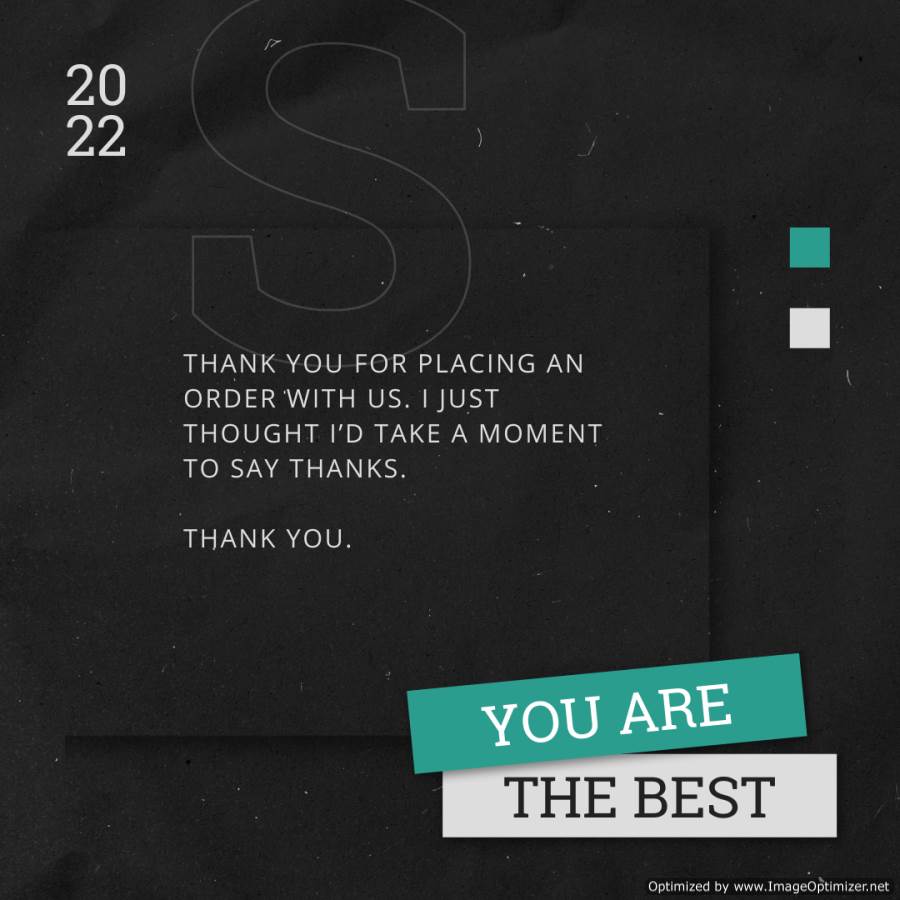 S
20
22
THANK YOU FOR PLACING AN
ORDER WITH US. I JUST
THOUGHT I’D TAKE A MOMENT
TO SAY THANKS.
THANK YOU.
YOU ARE
THE BEST
Optimized by www.ImageOptimizer.net